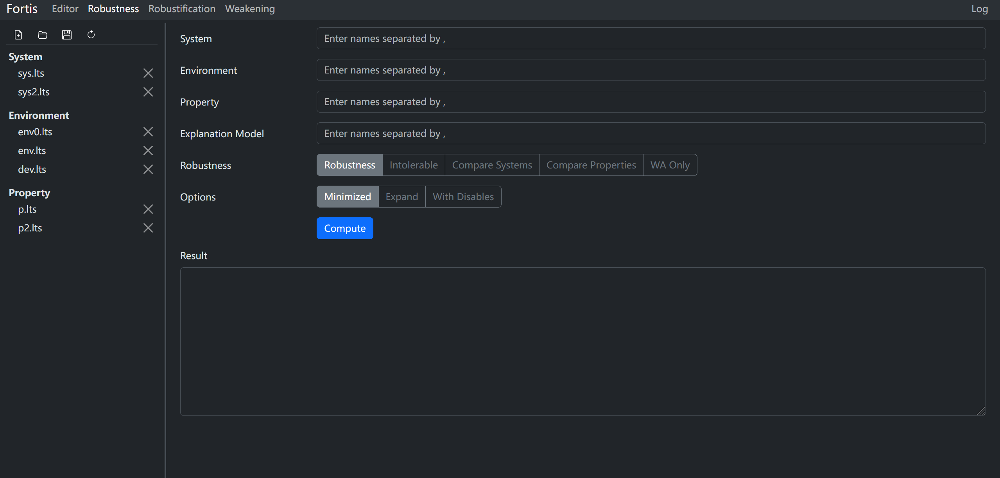 Fortis Editor Robustness Robustification Weakening Log
System
sys.lts
sys2.lts
Environment
env0.lts
env.lts
dev.lts
Property
p.lts
p2.lts
System Enter names separated by ,
Environment Enter names separated by ,
Property Enter names separated by ,
Explanation Model Enter names separated by ,
Robustness Robustness Intolerable Compare Systems Compare Properties WA Only
Options Minimized Expand With Disables
Compute
Result